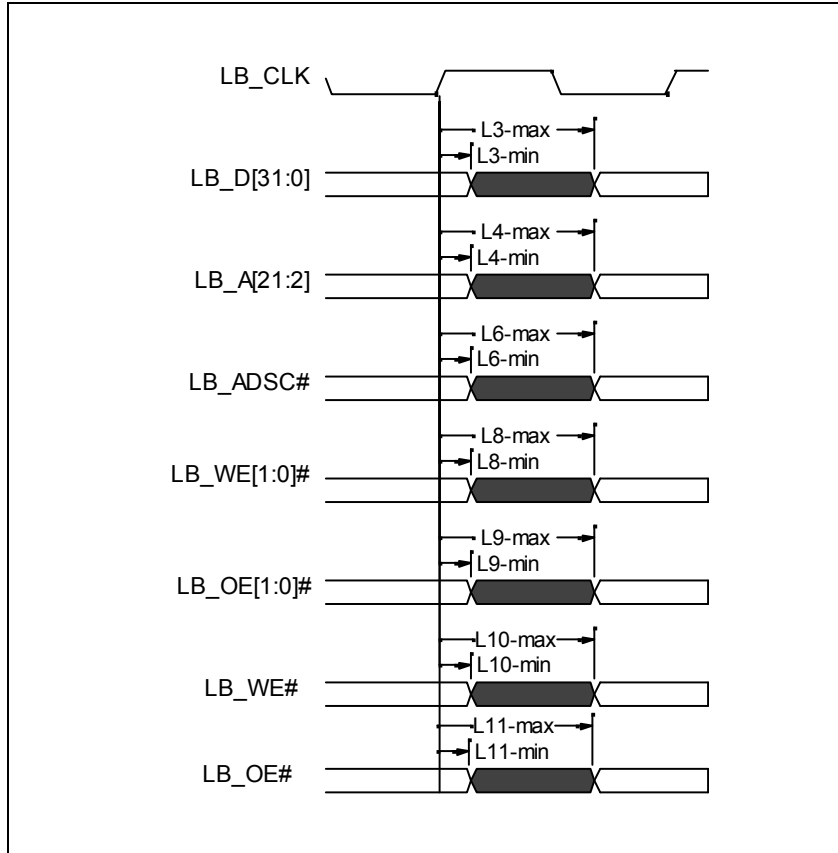 LB_CLK
L3-max
L3-min
LB_D[31:0]
L4-max
L4-min
LB_A[21:2]
L6-max
L6-min
LB_ADSC#
L8-max
L8-min
LB_WE[1:0]#
L9-max
L9-min
LB_OE[1:0]#
L10-max
L10-min
LB_WE#
L11-max
L11-min
LB_OE#